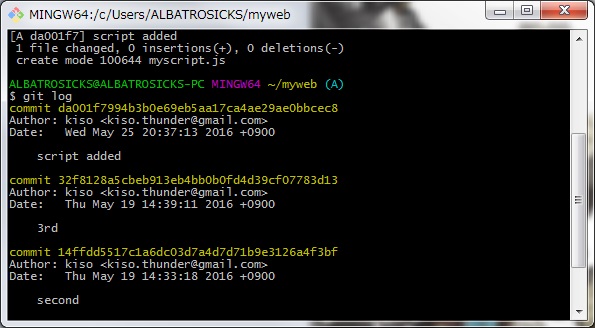 MINGW64:/c/Users/ALBATROSICKS/myweb
[A da001f7] script added
1 file changed, 0 insertions(+), 0 deletions(-)
create mode 100644 myscript.js
ALBATROSICKS@ALBATROSICKS-PC MINGW64 ~/myweb (A)
$ git log
commit da001f7994b3b0e69eb5aa17ca4ae29ae0bbcec8
Author: kiso <kiso.thunder@gmail.com>
Date: Wed May 25 20:37:13 2016 +0900
script added
commit 32f8128a5cbeb913eb4bb0b0fd4d39cf07783d13
Author: kiso <kiso.thunder@gmail.com>
Date: Thu May 19 14:39:11 2016 +0900
3rd
commit 14ffdd5517c1a6dc03d7a4d7d71b9e3126a4f3bf
Author: kiso <kiso.thunder@gmail.com>
Date: Thu May 19 14:33:18 2016 +0900
second